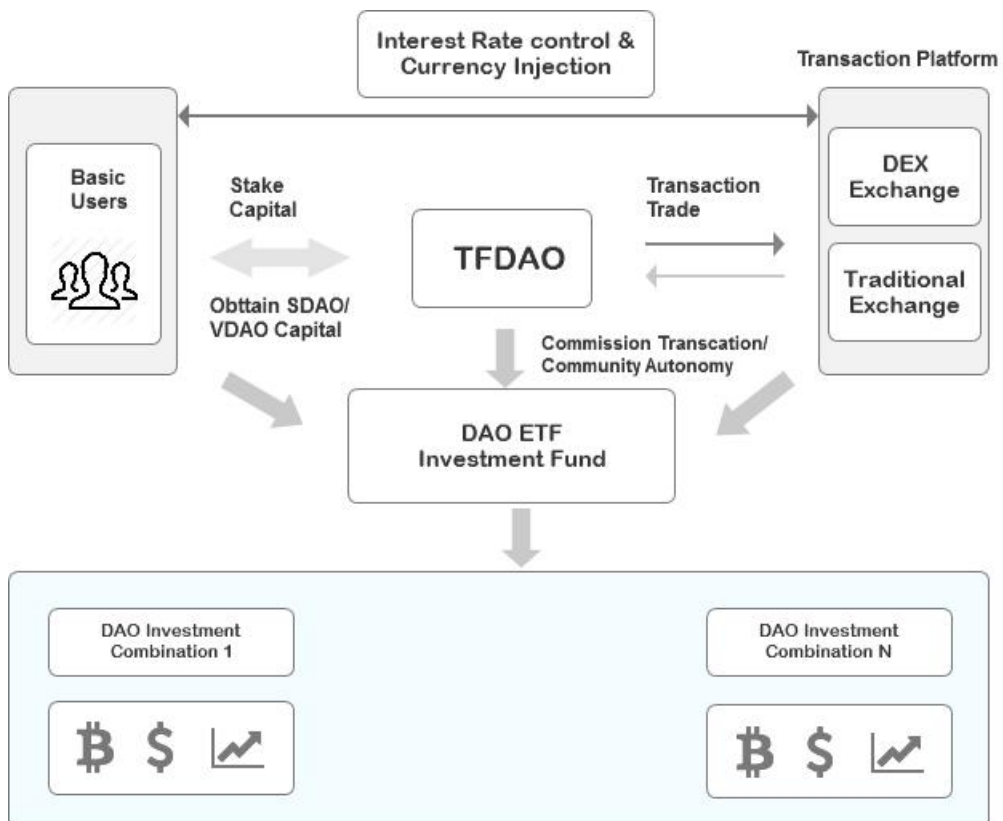 Interest Rate control &
Currency Injection
Transaction Platform
Basic
Users
Stake
Capital
Obttain SDAO/
VDAO Capital
TFDAO
Transaction
Trade
DEX
Exchange
Traditional
Exchange
Commission Transcation/
Community Autonomy
DAO ETF
Investment Fund
DAO Investment
Combination 1
DAO Investment
Combination N